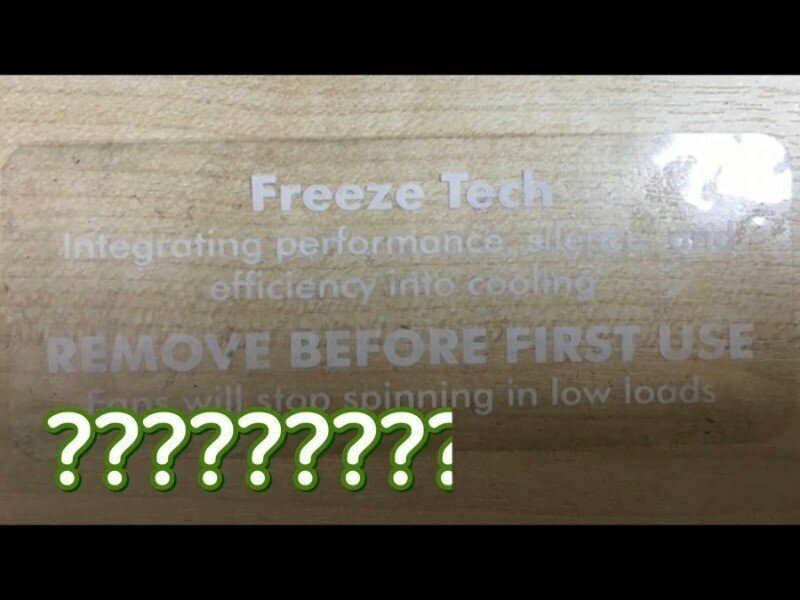 Freeze Tech
Integrating performance, silence, and
efficiency into cooling
REMOVE BEFORE FIRST USE
Fans will stop spinning in low loads
?????????